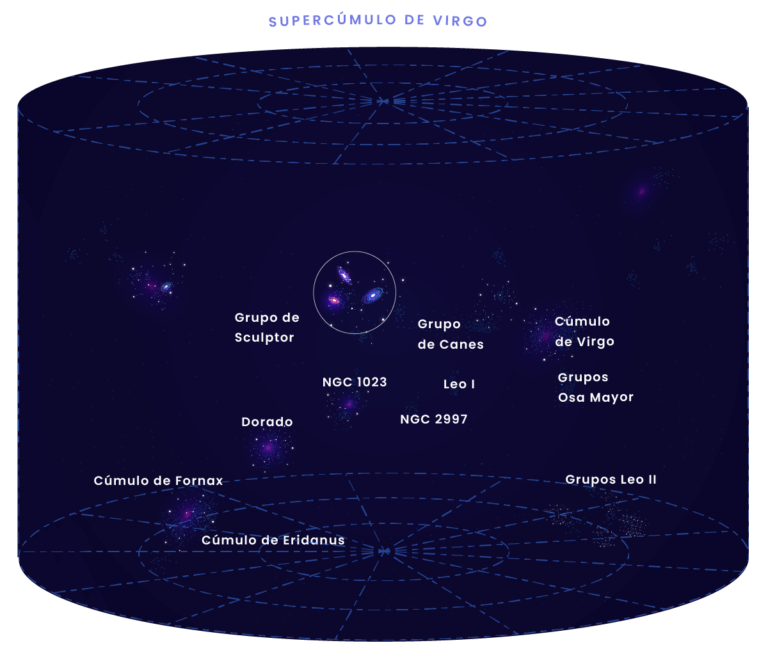 SUPERCÚMULO DE VIRGO
Grupo de
Sculptor
Grupo
de Canes
Cúmulo
de Virgo
NGC 1023
Leo I
Grupos
Osa Mayor
Dorado
NGC 2997
Cúmulo de Fornax
Grupos Leo II
Cúmulo de Eridanus